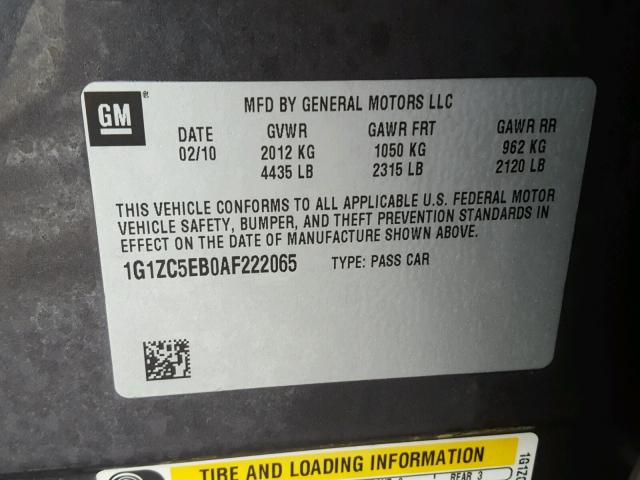 GM
MFD BY GENERAL MOTORS LLC
DATE GVWR GAWR FRT GAWR RR
02/10 2012 KG 1050 KG 962 KG
4435 LB 2315 LB 2120 LB
THIS VEHICLE CONFORMS TO ALL APPLICABLE U.S. FEDERAL MOTOR
VEHICLE SAFETY, BUMPER, AND THEFT PREVENTION STANDARDS IN
EFFECT ON THE DATE OF MANUFACTURE SHOWN ABOVE.
1G1ZC5EB0AF222065 TYPE: PASS CAR
TIRE AND LOADING INFORMATION
REAR 3
1G1ZC